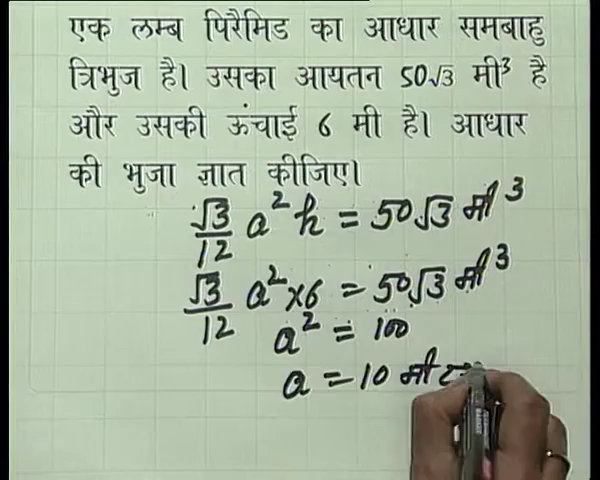 एक लम्ब पिरैमिड का आधार समबाहु
त्रिभुज है। उसका आयतन 50√3 मी³ है
और उसकी ऊंचाई 6 मी है। आधार
की भुजा ज्ञात कीजिए।
√3/12 a² h = 50√3 मी³
√3/12 a² × 6 = 50√3 मी³
a² = 100
a = 10 मी